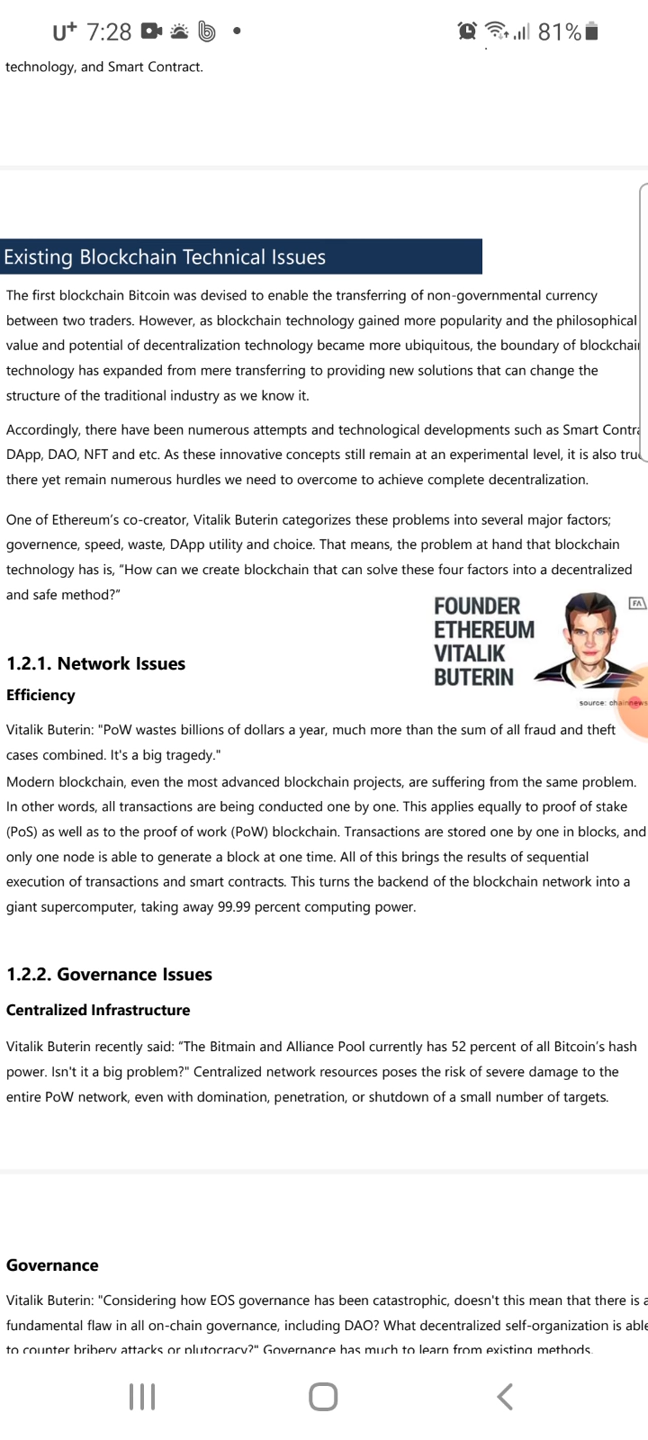 U+ 7:28 81%
technology, and Smart Contract.
Existing Blockchain Technical Issues
The first blockchain Bitcoin was devised to enable the transferring of non-governmental currency
between two traders. However, as blockchain technology gained more popularity and the philosophical
value and potential of decentralization technology became more ubiquitous, the boundary of blockchai
technology has expanded from mere transferring to providing new solutions that can change the
structure of the traditional industry as we know it.
Accordingly, there have been numerous attempts and technological developments such as Smart Contra
DApp, DAO, NFT and etc. As these innovative concepts still remain at an experimental level, it is also true
there yet remain numerous hurdles we need to overcome to achieve complete decentralization.
One of Ethereum's co-creator, Vitalik Buterin categorizes these problems into several major factors;
governence, speed, waste, DApp utility and choice. That means, the problem at hand that blockchain
technology has is, "How can we create blockchain that can solve these four factors into a decentralized
and safe method?"
FOUNDER
ETHEREUM
VITALIK
BUTERIN
FA
source: chainnews
1.2.1. Network Issues
Efficiency
Vitalik Buterin: "PoW wastes billions of dollars a year, much more than the sum of all fraud and theft
cases combined. It's a big tragedy."
Modern blockchain, even the most advanced blockchain projects, are suffering from the same problem.
In other words, all transactions are being conducted one by one. This applies equally to proof of stake
(PoS) as well as to the proof of work (PoW) blockchain. Transactions are stored one by one in blocks, and
only one node is able to generate a block at one time. All of this brings the results of sequential
execution of transactions and smart contracts. This turns the backend of the blockchain network into a
giant supercomputer, taking away 99.99 percent computing power.
1.2.2. Governance Issues
Centralized Infrastructure
Vitalik Buterin recently said: "The Bitmain and Alliance Pool currently has 52 percent of all Bitcoin's hash
power. Isn't it a big problem?" Centralized network resources poses the risk of severe damage to the
entire PoW network, even with domination, penetration, or shutdown of a small number of targets.
Governance
Vitalik Buterin: "Considering how EOS governance has been catastrophic, doesn't this mean that there is a
fundamental flaw in all on-chain governance, including DAO? What decentralized self-organization is able
to counter bribery attacks or plutocracy?" Governance has much to learn from existing methods.